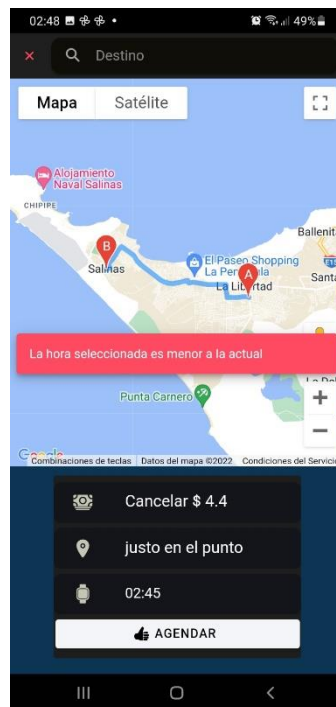 02:48
49%
Destino
Mapa
Satélite
Alojamiento
Naval Salinas
CHIPIPE
Ballenit
B
A
El Paseo Shopping
La Península
Salinas
La Libertad
Santa
La hora seleccionada es menor a la actual
Punta Carnero
Combinaciones de teclas
Datos del mapa ©2022
Condiciones del Servicio
Cancelar $ 4.4
justo en el punto
02:45
AGENDAR